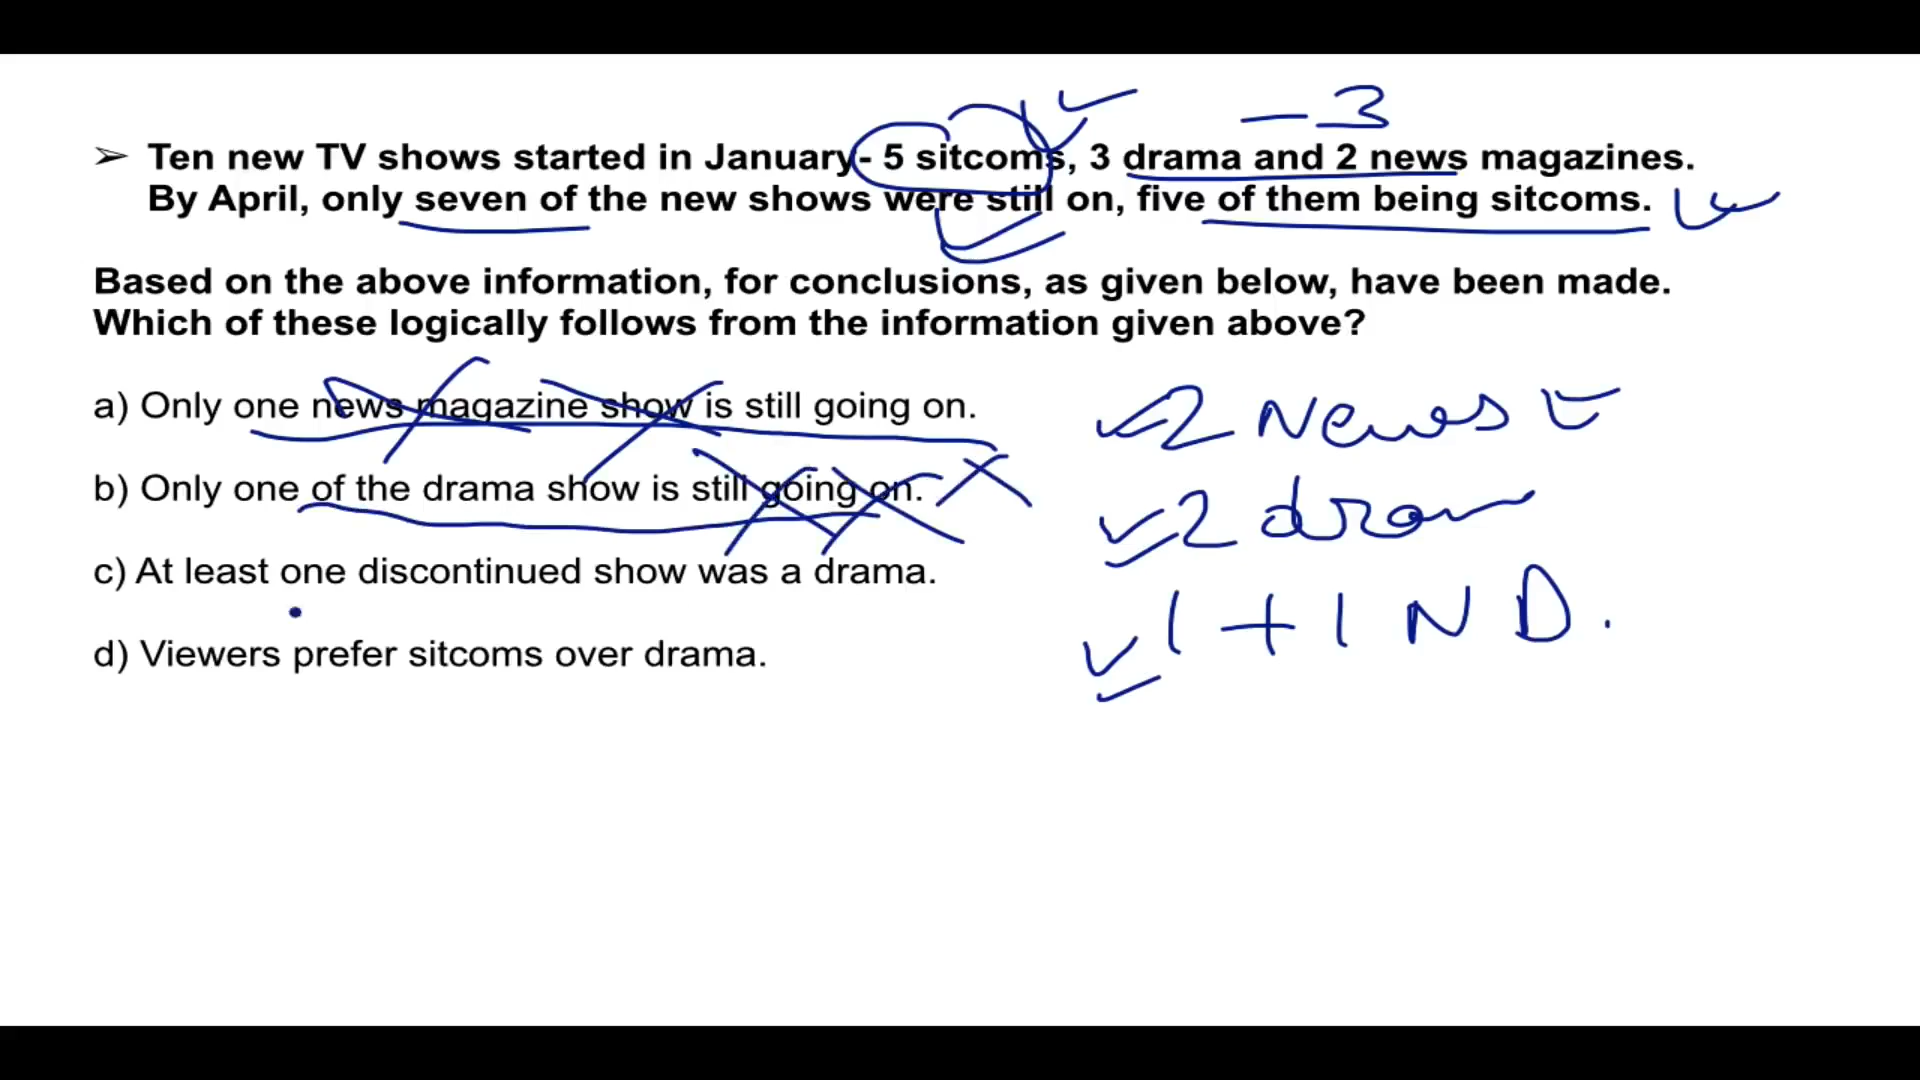 - 3
➢ Ten new TV shows started in January- 5 sitcoms, 3 drama and 2 news magazines.
By April, only seven of the new shows were still on, five of them being sitcoms.
Based on the above information, for conclusions, as given below, have been made.
Which of these logically follows from the information given above?
a) Only one news magazine show is still going on.
2 News
b) Only one of the drama show is still going on.
2 dram
c) At least one discontinued show was a drama.
1 + 1 N D.
d) Viewers prefer sitcoms over drama.